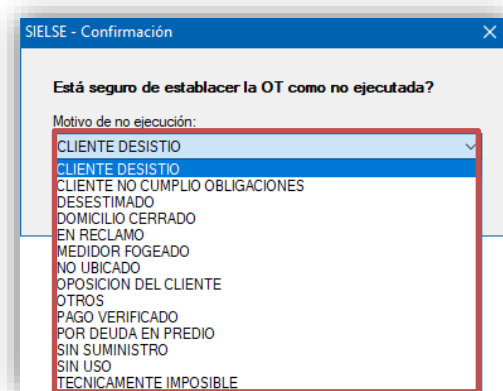 SIELSE - Confirmación
Está seguro de establacer la OT como no ejecutada?
Motivo de no ejecución:
CLIENTE DESISTIO
CLIENTE DESISTIO
CLIENTE NO CUMPLIO OBLIGACIONES
DESESTIMADO
DOMICILIO CERRADO
EN RECLAMO
MEDIDOR FOGEADO
NO UBICADO
OPOSICION DEL CLIENTE
OTROS
PAGO VERIFICADO
POR DEUDA EN PREDIO
SIN SUMINISTRO
SIN USO
TECNICAMENTE IMPOSIBLE